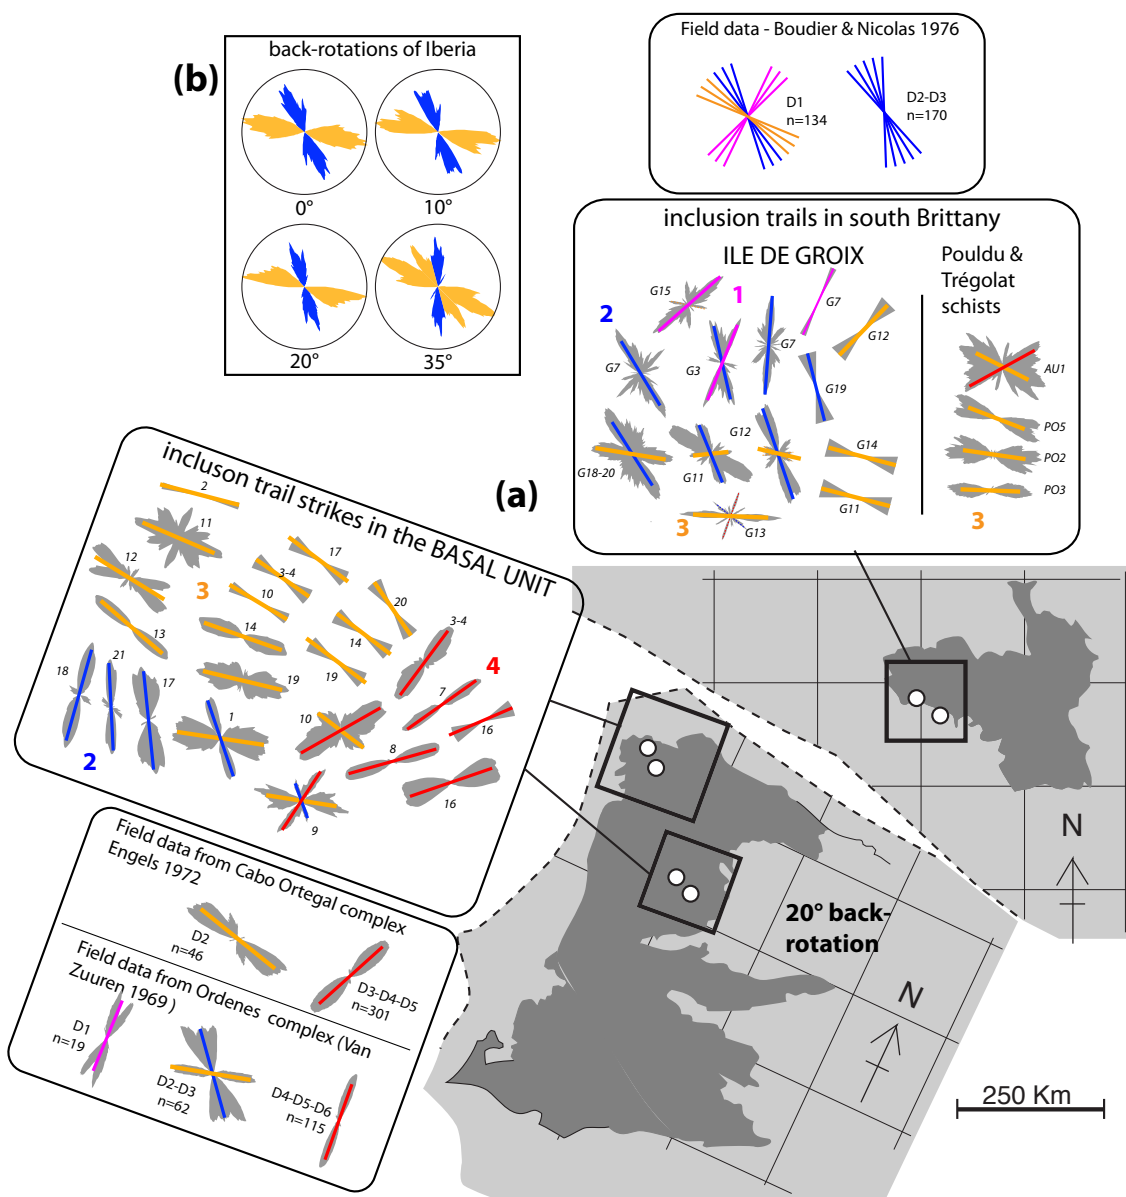 (b)
back-rotations of Iberia
0°
10°
20°
35°
Field data - Boudier & Nicolas 1976
D1
n=134
D2-D3
n=170
inclusion trails in south Brittany
ILE DE GROIX
Pouldu &
Trégolat
schists
G15
1
G7
2
G12
G7
G3
G7
G19
AU1
G12
PO5
G18-20
G11
G14
PO2
G11
PO3
3
G13
3
(a)
incluson trail strikes in the BASAL UNIT
2
11
12
17
3-4
3
10
20
13
14
14
3-4
18
21
17
19
19
4
7
1
10
16
2
8
16
9
Field data from Cabo Ortegal complex
Engels 1972
D2
n=46
D3-D4-D5
n=301
Field data from Ordenes complex (Van
Zuuren 1969 )
D1
n=19
D2-D3
n=62
D4-D5-D6
n=115
20° back-
rotation
N
N
250 Km